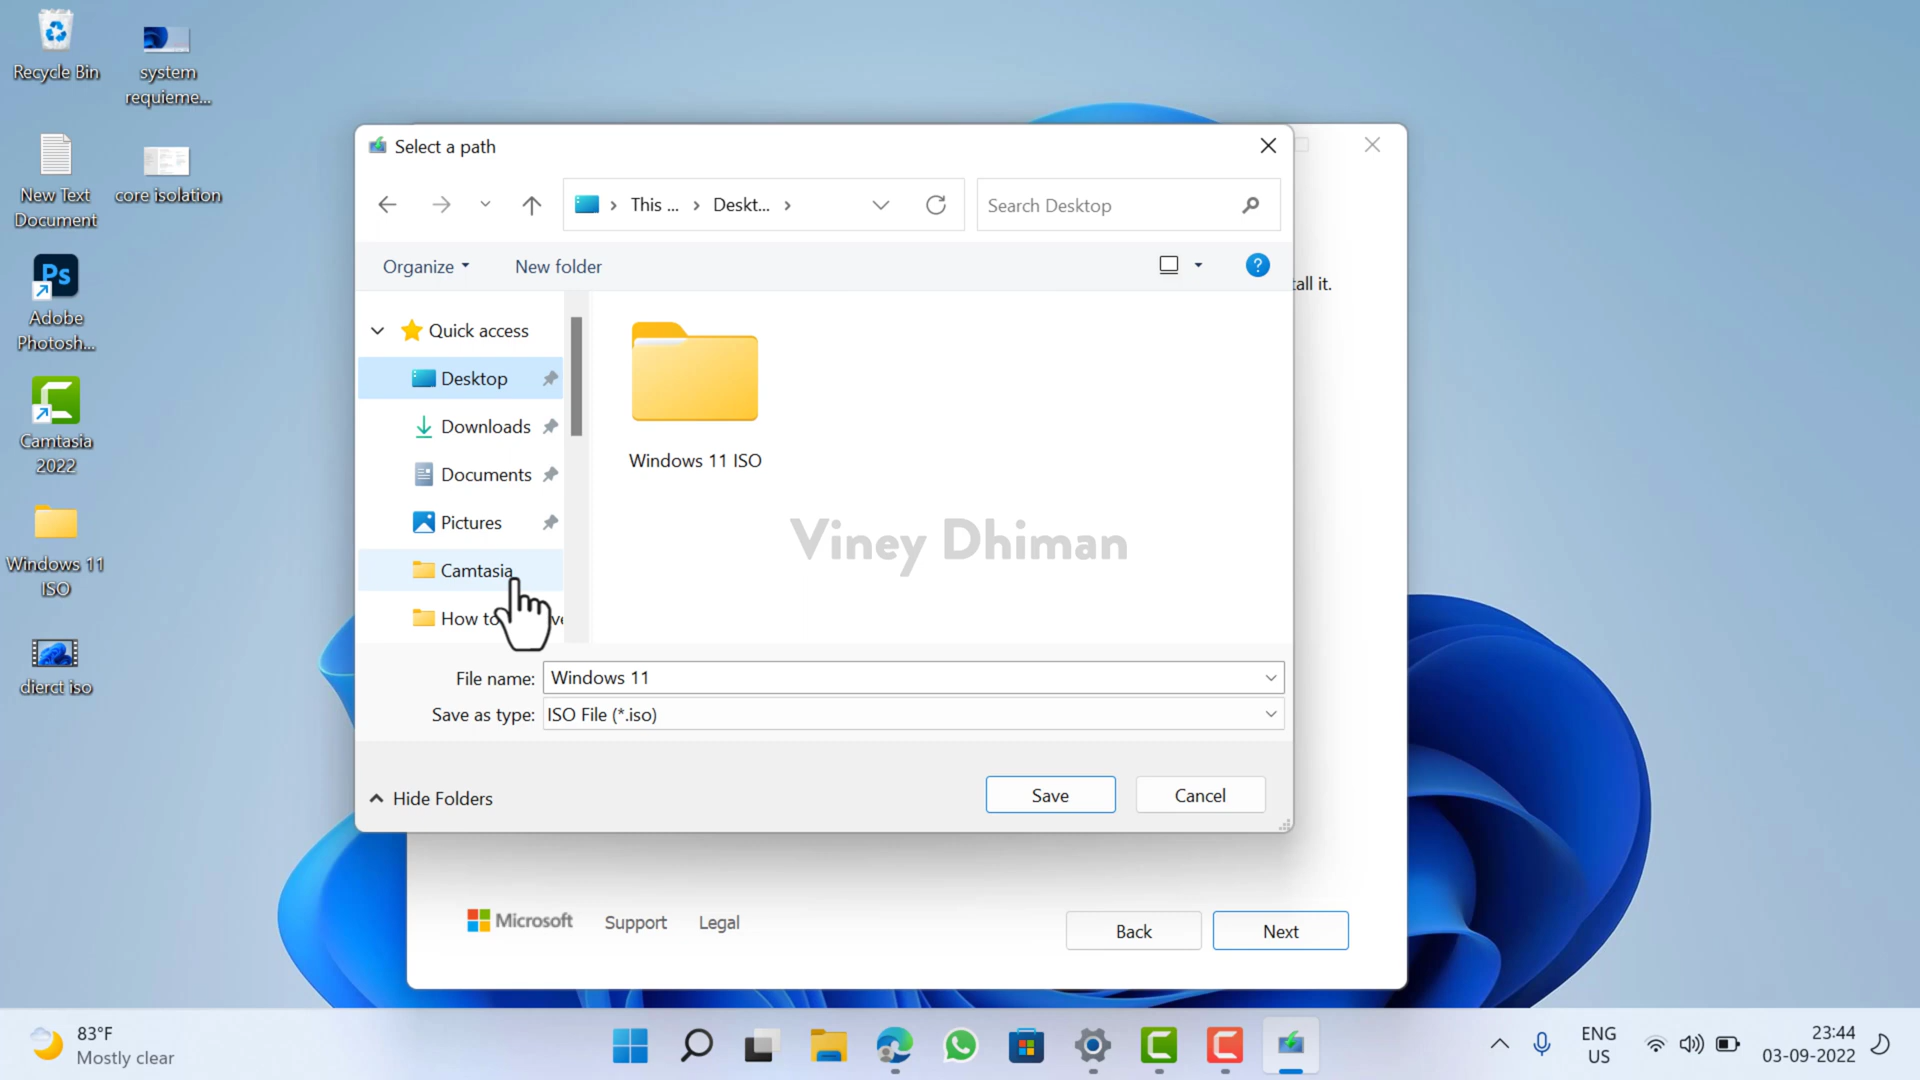 Recycle Bin
system
requieme...
New Text
Document
core isolation
Ps
Adobe
Photosh...
Camtasia
2022
Windows 11
ISO
dierct iso
Select a path
This ...
Deskt...
Search Desktop
Organize
New folder
?
tall it.
Quick access
Desktop
Downloads
Documents
Pictures
Camtasia
How to
Windows 11 ISO
Viney Dhiman
File name:
Windows 11
Save as type:
ISO File (*.iso)
Hide Folders
Save
Cancel
Microsoft
Support
Legal
Back
Next
83°F
Mostly clear
ENG
US
23:44
03-09-2022